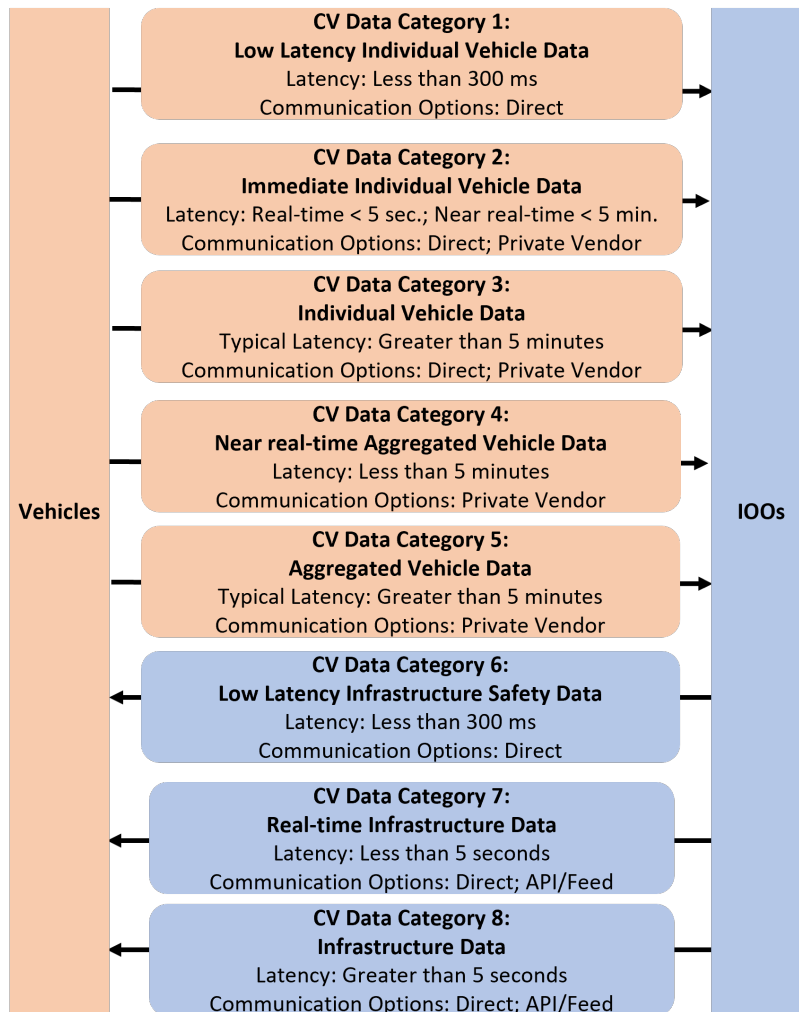 CV Data Category 1:
Low Latency Individual Vehicle Data
Latency: Less than 300 ms
Communication Options: Direct
CV Data Category 2:
Immediate Individual Vehicle Data
Latency: Real-time < 5 sec.; Near real-time < 5 min.
Communication Options: Direct; Private Vendor
CV Data Category 3:
Individual Vehicle Data
Typical Latency: Greater than 5 minutes
Communication Options: Direct; Private Vendor
CV Data Category 4:
Near real-time Aggregated Vehicle Data
Latency: Less than 5 minutes
Communication Options: Private Vendor
Vehicles
IOOs
CV Data Category 5:
Aggregated Vehicle Data
Typical Latency: Greater than 5 minutes
Communication Options: Private Vendor
CV Data Category 6:
Low Latency Infrastructure Safety Data
Latency: Less than 300 ms
Communication Options: Direct
CV Data Category 7:
Real-time Infrastructure Data
Latency: Less than 5 seconds
Communication Options: Direct; API/Feed
CV Data Category 8:
Infrastructure Data
Latency: Greater than 5 seconds
Communication Options: Direct; API/Feed